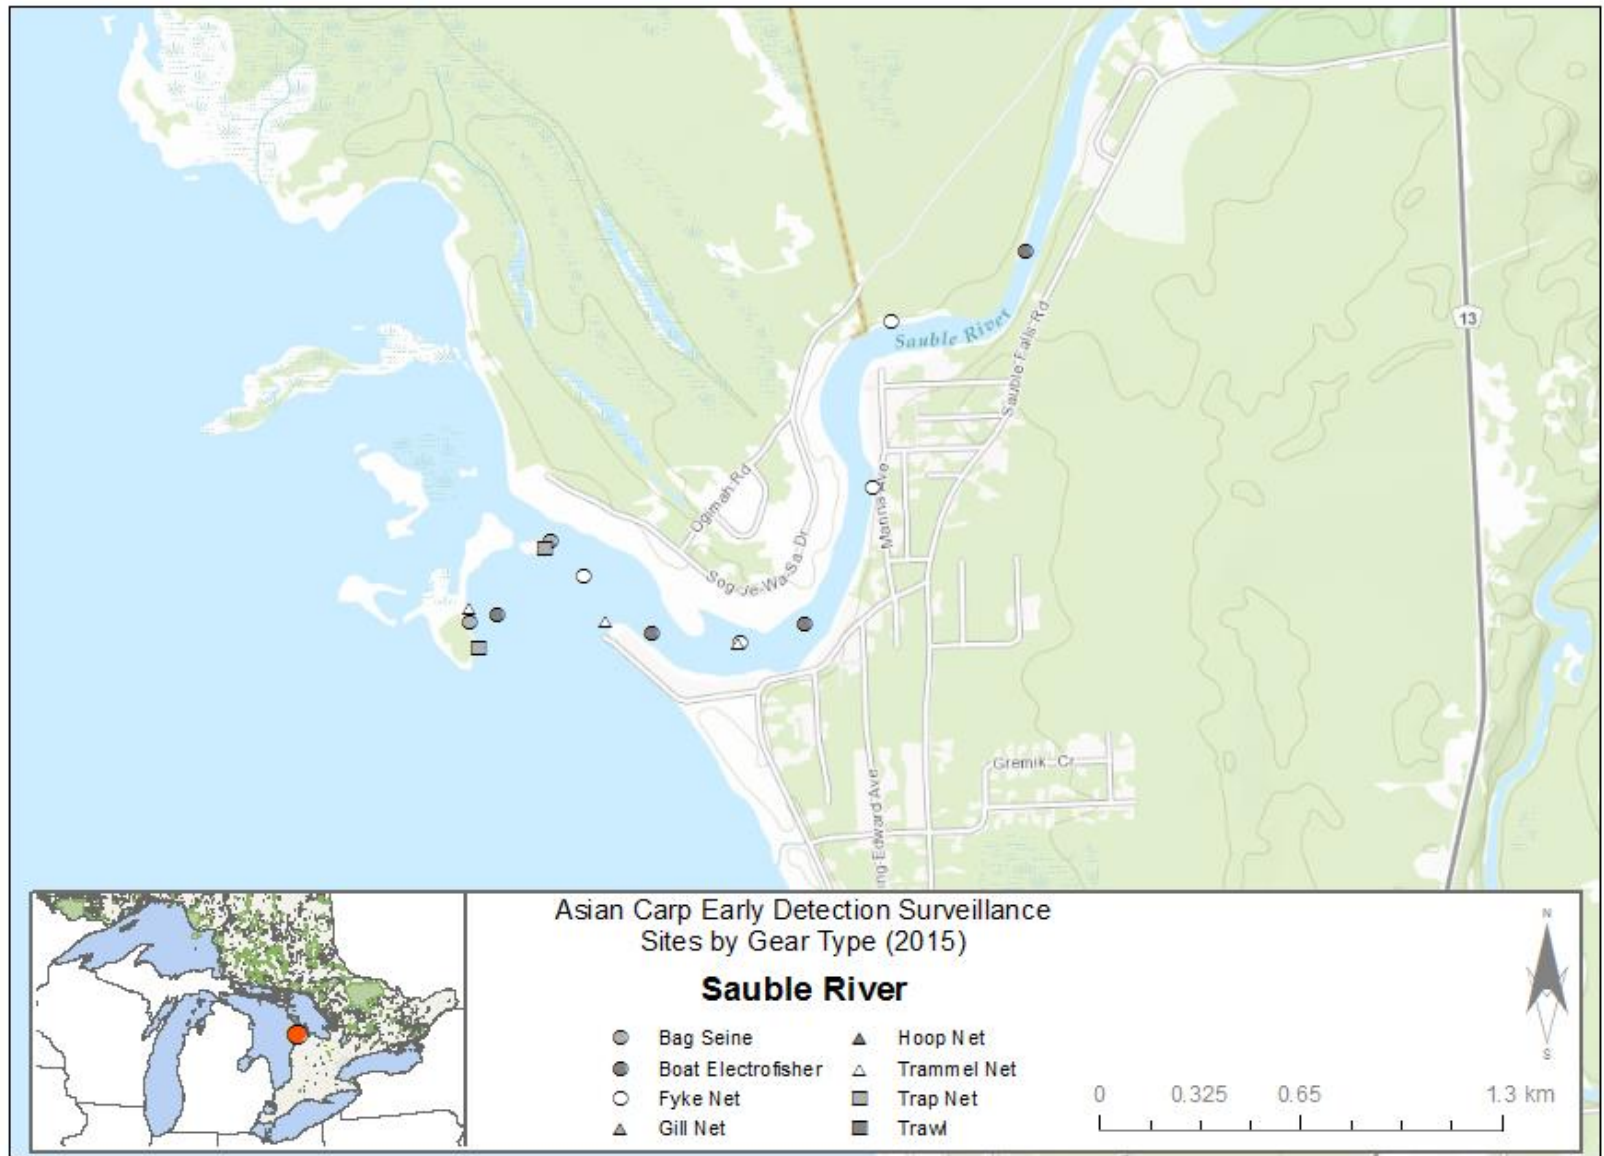 Sauble River
Sauble Falls Rd
13
Ogimah Rd
Marina Ave
Sog-Je-Wa-Sa-Dr
Gremik Cr
ng Edward Ave
Asian Carp Early Detection Surveillance
Sites by Gear Type (2015)
Sauble River
Bag Seine
Hoop Net
Boat Electrofisher
Trammel Net
Fyke Net
Trap Net
Gill Net
Trawl
0 0.325 0.65 1.3 km
N
S